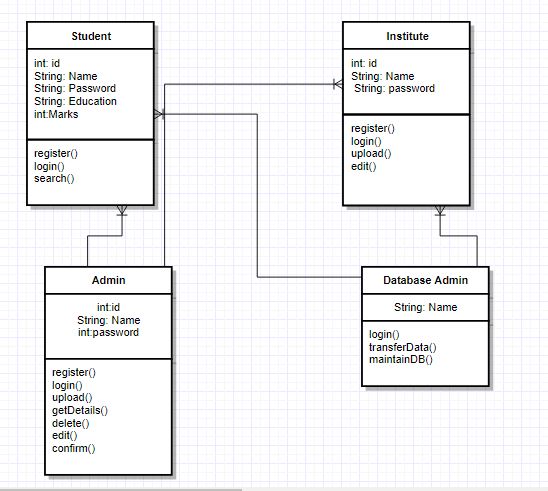 Student
int: id
String: Name
String: Password
String: Education
int:Marks
register()
login()
search()
Institute
int: id
String: Name
String: password
register()
login()
upload()
edit()
Admin
int:id
String: Name
int:password
register()
login()
upload()
getDetails()
delete()
edit()
confirm()
Database Admin
String: Name
login()
transferData()
maintainDB()